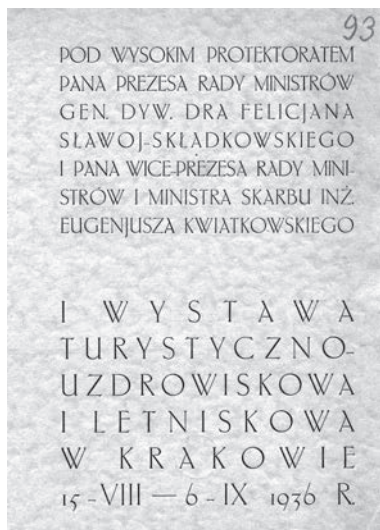 93
POD WYSOKIM PROTEKTORATEM
PANA PREZESA RADY MINISTRÓW
GEN. DYW. DRA FELICJANA
SŁAWOJ-SKŁADKOWSKIEGO
I PANA WICE-PREZESA RADY MINI-
STRÓW I MINISTRA SKARBU INŻ.
EUGENJUSZA KWIATKOWSKIEGO
I WYSTAWA
TURYSTYCZNO-
UZDROWISKOWA
I LETNISKOWA
W KRAKOWIE
15-VIII — 6-IX 1936 R.